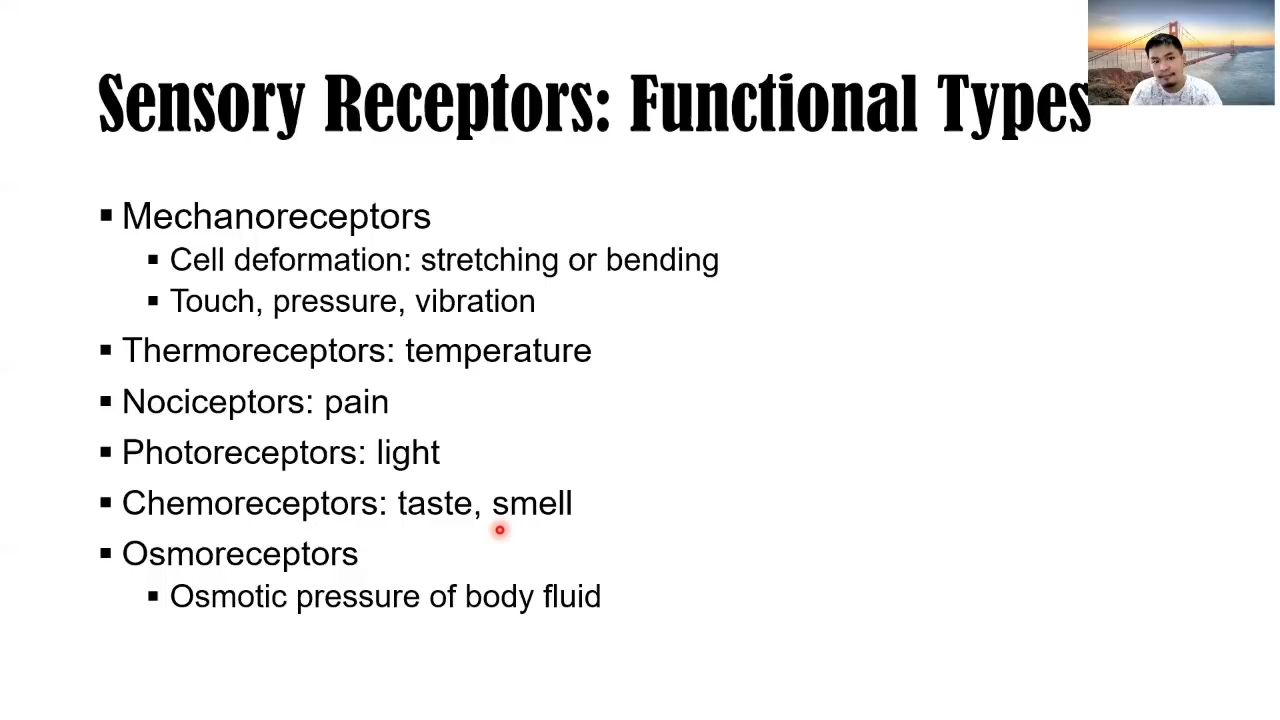 Sensory Receptors: Functional Types
▪ Mechanoreceptors
▪ Cell deformation: stretching or bending
▪ Touch, pressure, vibration
▪ Thermoreceptors: temperature
▪ Nociceptors: pain
▪ Photoreceptors: light
▪ Chemoreceptors: taste, smell
▪ Osmoreceptors
▪ Osmotic pressure of body fluid